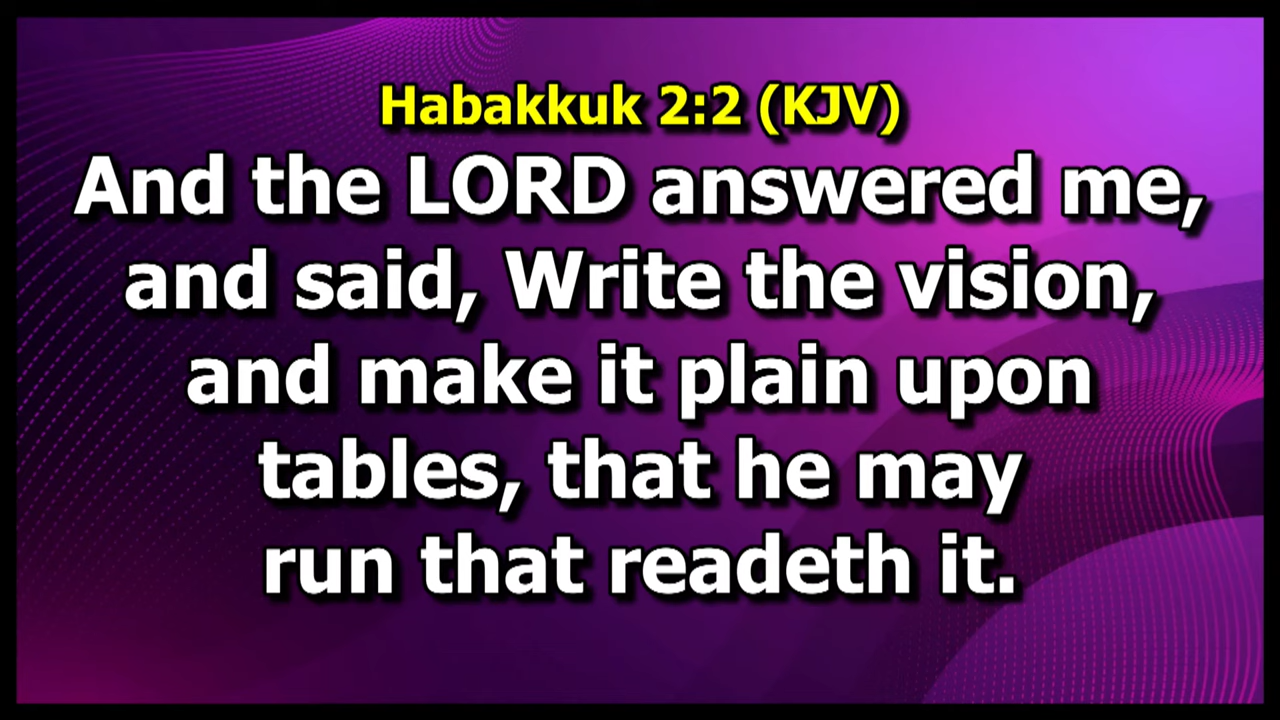 Habakkuk 2:2 (KJV)
And the LORD answered me,
and said, Write the vision,
and make it plain upon
tables, that he may
run that readeth it.